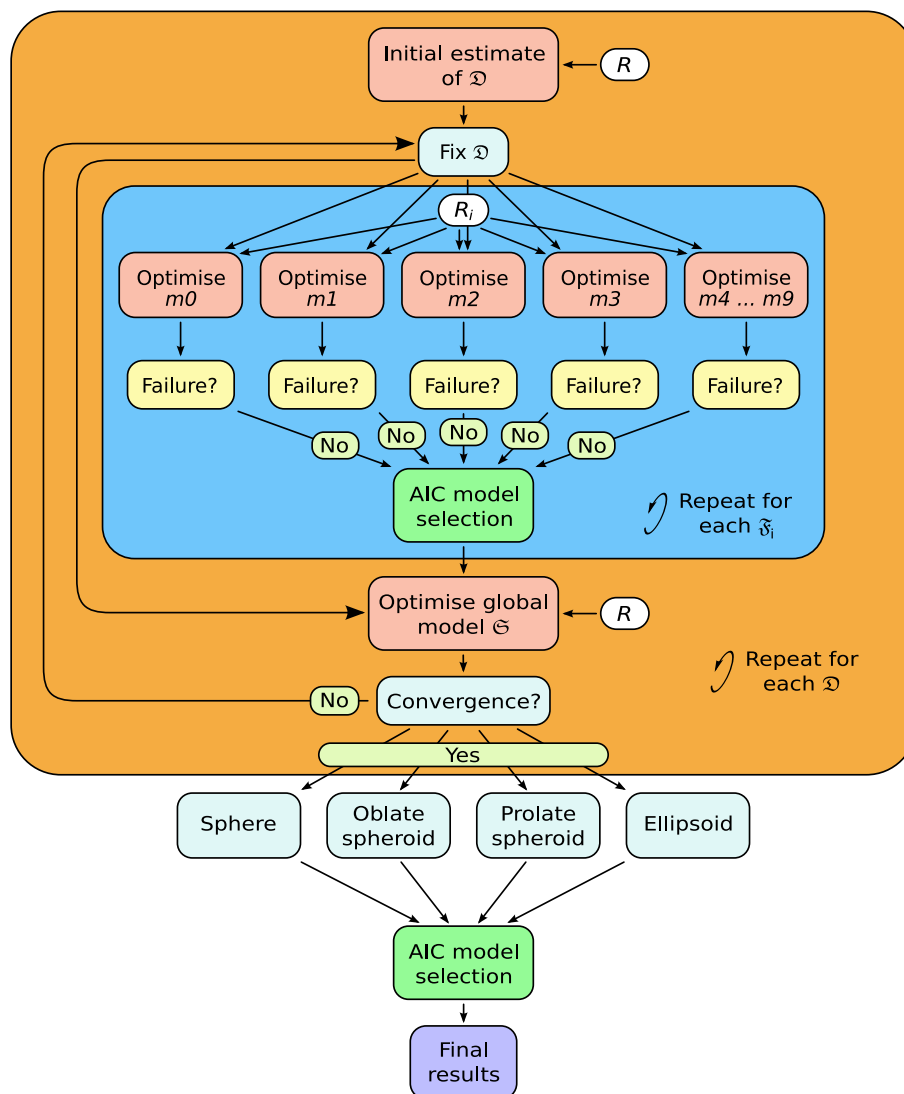 Initial estimate
of 𝔇
R
Fix 𝔇
Ri
Optimise
m0
Optimise
m1
Optimise
m2
Optimise
m3
Optimise
m4 ... m9
Failure?
Failure?
Failure?
Failure?
Failure?
No
No
No
No
No
AIC model
selection
Repeat for
each 𝔉i
Optimise global
model 𝔖
R
Repeat for
each 𝔇
Convergence?
No
Yes
Sphere
Oblate
spheroid
Prolate
spheroid
Ellipsoid
AIC model
selection
Final
results